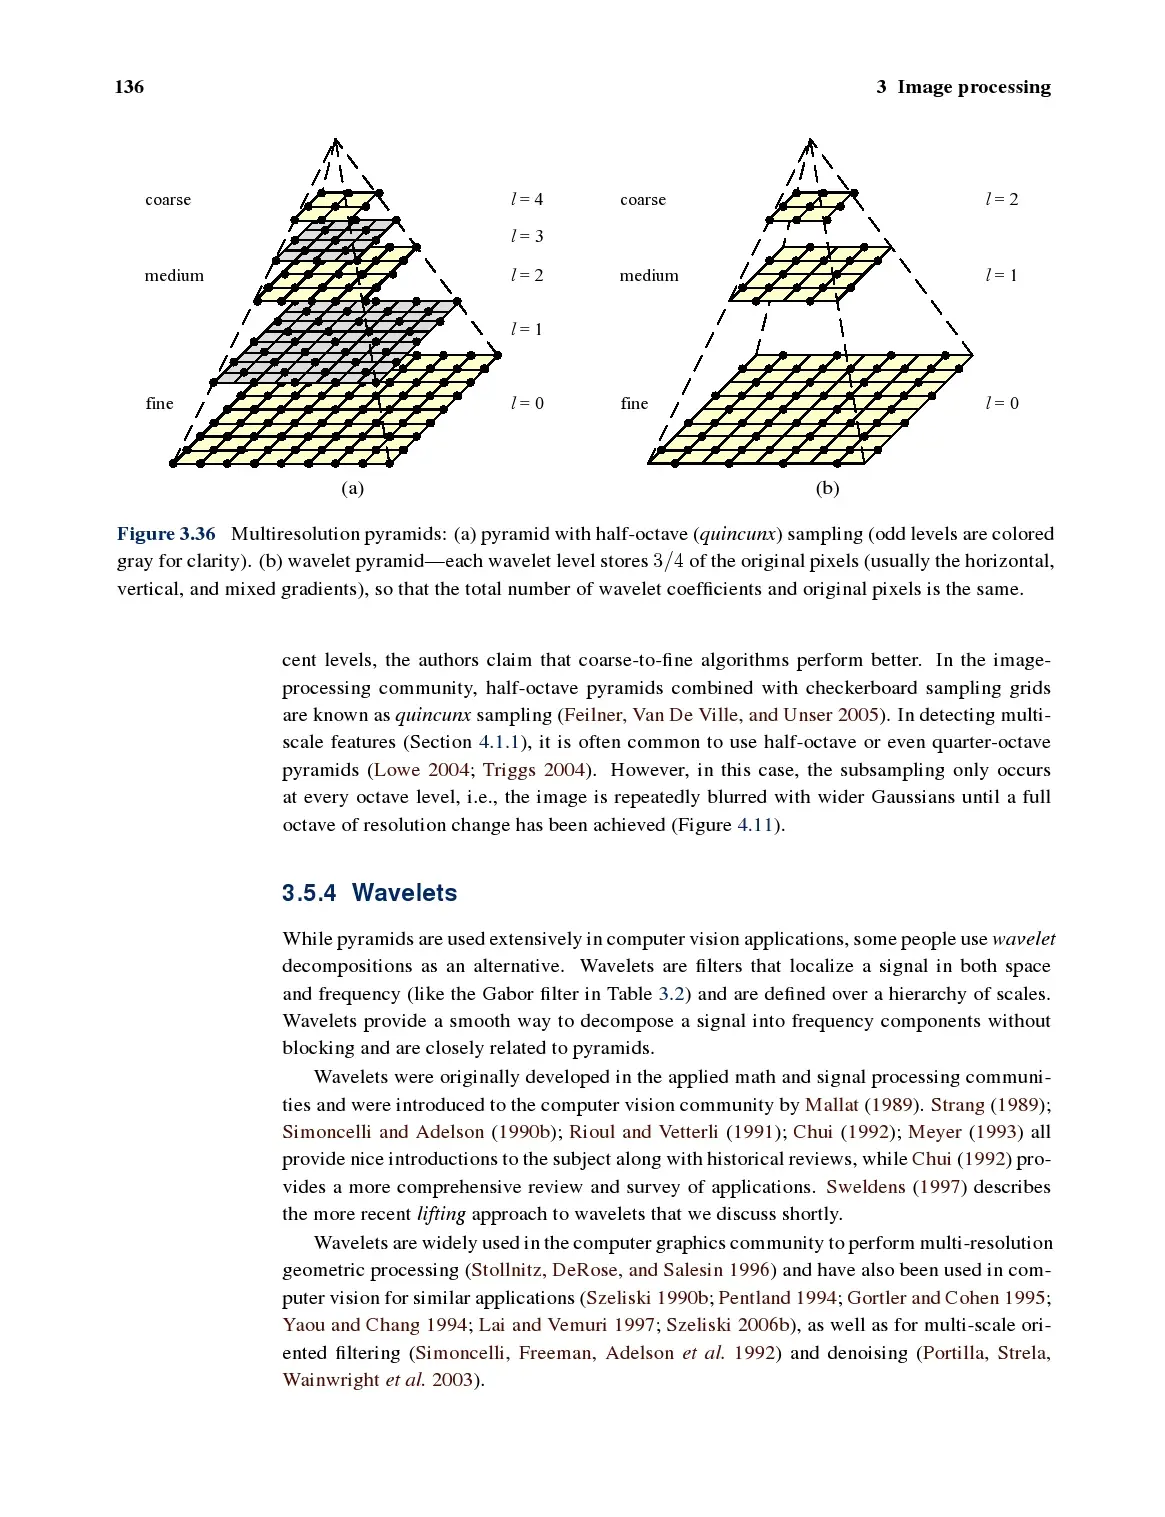 136
3 Image processing
coarse
l = 4
l = 3
medium
l = 2
l = 1
fine
l = 0
(a)
coarse
l = 2
medium
l = 1
fine
l = 0
(b)
Figure 3.36 Multiresolution pyramids: (a) pyramid with half-octave (quincunx) sampling (odd levels are colored
gray for clarity). (b) wavelet pyramid—each wavelet level stores 3/4 of the original pixels (usually the horizontal,
vertical, and mixed gradients), so that the total number of wavelet coefficients and original pixels is the same.
cent levels, the authors claim that coarse-to-fine algorithms perform better. In the image-
processing community, half-octave pyramids combined with checkerboard sampling grids
are known as quincunx sampling (Feilner, Van De Ville, and Unser 2005). In detecting multi-
scale features (Section 4.1.1), it is often common to use half-octave or even quarter-octave
pyramids (Lowe 2004; Triggs 2004). However, in this case, the subsampling only occurs
at every octave level, i.e., the image is repeatedly blurred with wider Gaussians until a full
octave of resolution change has been achieved (Figure 4.11).
3.5.4 Wavelets
While pyramids are used extensively in computer vision applications, some people use wavelet
decompositions as an alternative. Wavelets are filters that localize a signal in both space
and frequency (like the Gabor filter in Table 3.2) and are defined over a hierarchy of scales.
Wavelets provide a smooth way to decompose a signal into frequency components without
blocking and are closely related to pyramids.
Wavelets were originally developed in the applied math and signal processing communi-
ties and were introduced to the computer vision community by Mallat (1989). Strang (1989);
Simoncelli and Adelson (1990b); Rioul and Vetterli (1991); Chui (1992); Meyer (1993) all
provide nice introductions to the subject along with historical reviews, while Chui (1992) pro-
vides a more comprehensive review and survey of applications. Sweldens (1997) describes
the more recent lifting approach to wavelets that we discuss shortly.
Wavelets are widely used in the computer graphics community to perform multi-resolution
geometric processing (Stollnitz, DeRose, and Salesin 1996) and have also been used in com-
puter vision for similar applications (Szeliski 1990b; Pentland 1994; Gortler and Cohen 1995;
Yaou and Chang 1994; Lai and Vemuri 1997; Szeliski 2006b), as well as for multi-scale ori-
ented filtering (Simoncelli, Freeman, Adelson et al. 1992) and denoising (Portilla, Strela,
Wainwright et al. 2003).